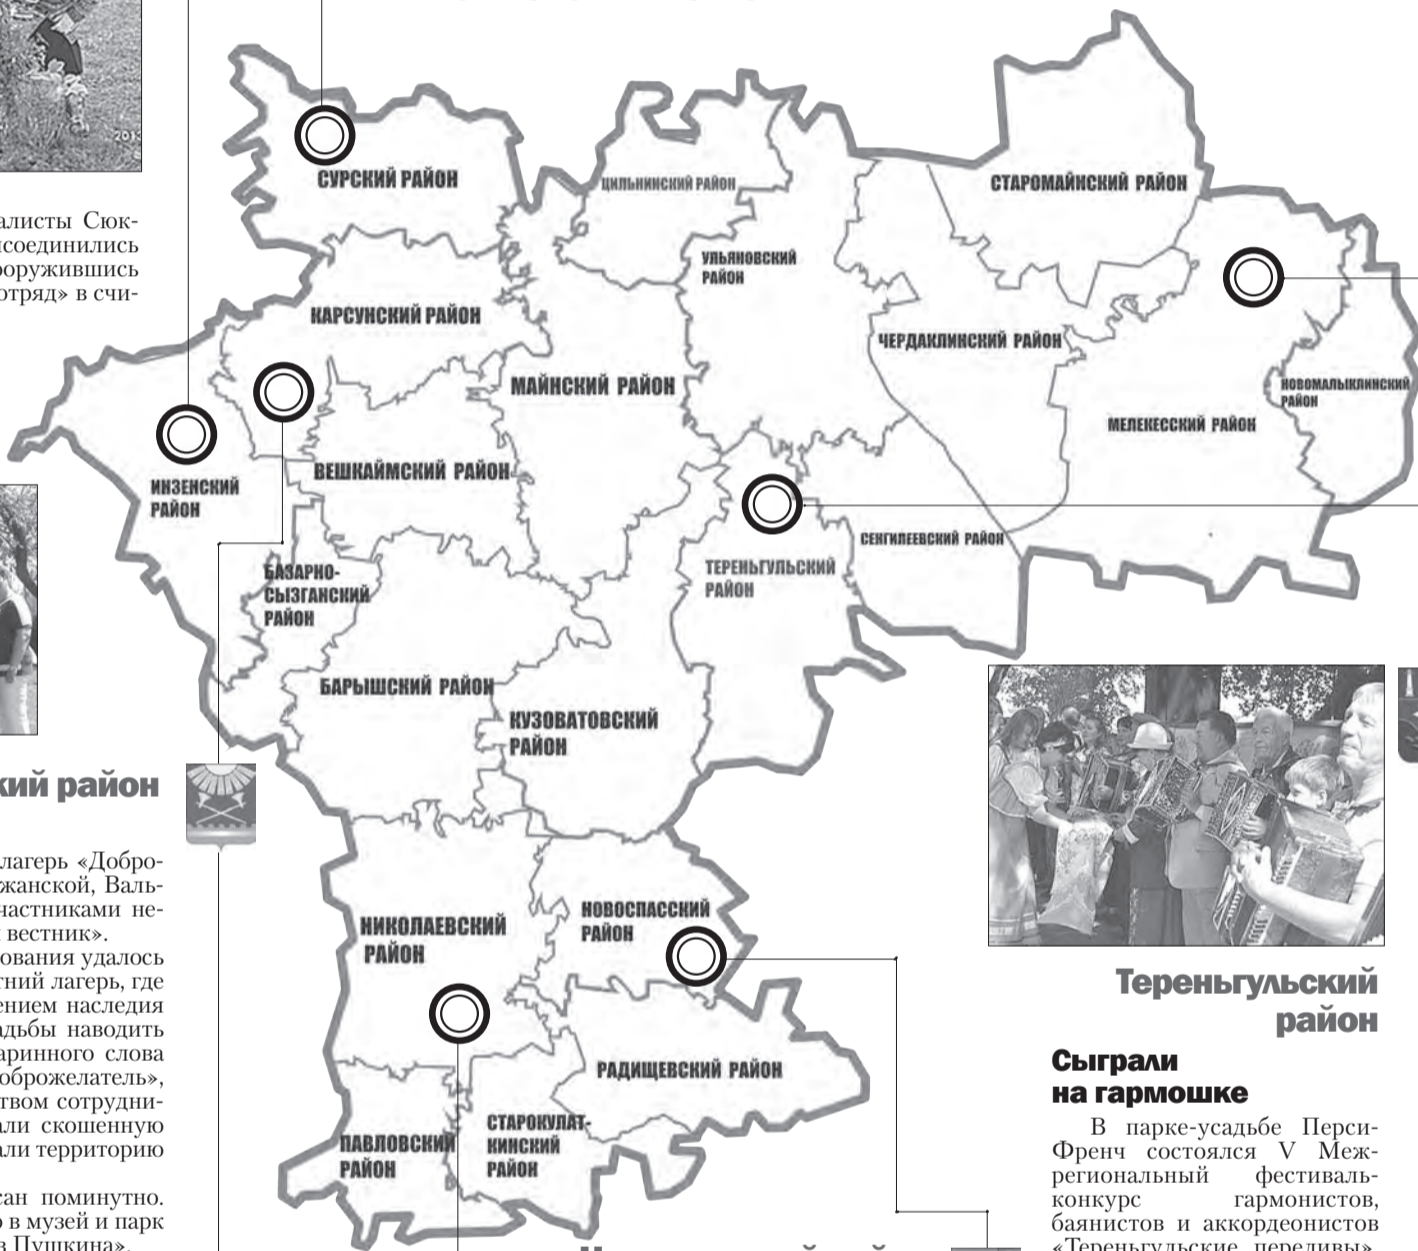 201
алисты Сюк-
соединились
оружившись
отряд» в счи-
СУРСКИЙ РАЙОН
ЦИЛЬНИНСКИЙ РАЙОН
СТАРОМАЙНСКИЙ РАЙОН
УЛЬЯНОВСКИЙ
РАЙОН
КАРСУНСКИЙ РАЙОН
ЧЕРДАКЛИНСКИЙ РАЙОН
МАЙНСКИЙ РАЙОН
НОВОМАЛЫКЛИНСКИЙ
РАЙОН
МЕЛЕКЕССКИЙ РАЙОН
ВЕШКАЙМСКИЙ РАЙОН
ИНЗЕНСКИЙ
РАЙОН
СЕНГИЛЕЕВСКИЙ РАЙОН
ТЕРЕНЬГУЛЬСКИЙ
РАЙОН
БАЗАРНО-
СЫЗГАНСКИЙ
РАЙОН
БАРЫШСКИЙ РАЙОН
КУЗОВАТОВСКИЙ
РАЙОН
НИКОЛАЕВСКИЙ
РАЙОН
НОВОСПАССКИЙ
РАЙОН
РАДИЩЕВСКИЙ РАЙОН
ПАВЛОВСКИЙ
РАЙОН
СТАРОКУЛАТ-
КИНСКИЙ
РАЙОН
кий район
лагерь «Добро-
жанской, Валь-
частниками не-
вестник».
ования удалось
тний лагерь, где
ением наследия
адьбы наводить
аринного слова
оброжелатель»,
твом сотрудни-
али скошенную
али территорию
сан поминутно.
о в музей и парк
в Пушкина».
Тереньгульский
район
Сыграли
на гармошке
В парке-усадьбе Перси-
Френч состоялся V Меж-
региональный фестиваль-
конкурс гармонистов,
баянистов и аккордеонистов
«Тереньгульские переливы».